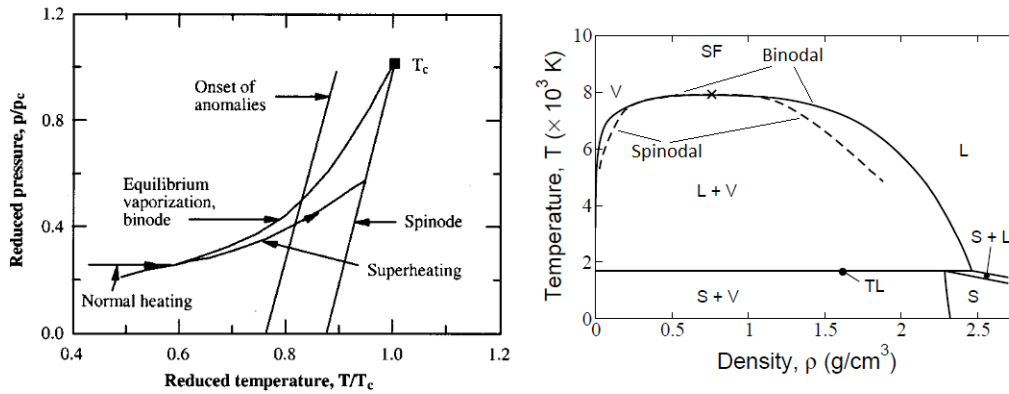 1.2
0.8
0.4
0.0
Reduced pressure, p/pc
T_c
Onset of
anomalies
Equilibrium
vaporization,
binode
Spinode
Superheating
Normal heating
0.4
0.6
0.8
1.0
1.2
Reduced temperature, T/Tc
10
8
6
4
2
0
Temperature, T (× 10³ K)
SF
Binodal
V
Spinodal
L
L + V
S + L
TL
S + V
S
0
0.5
1
1.5
2
2.5
Density, ρ (g/cm³)